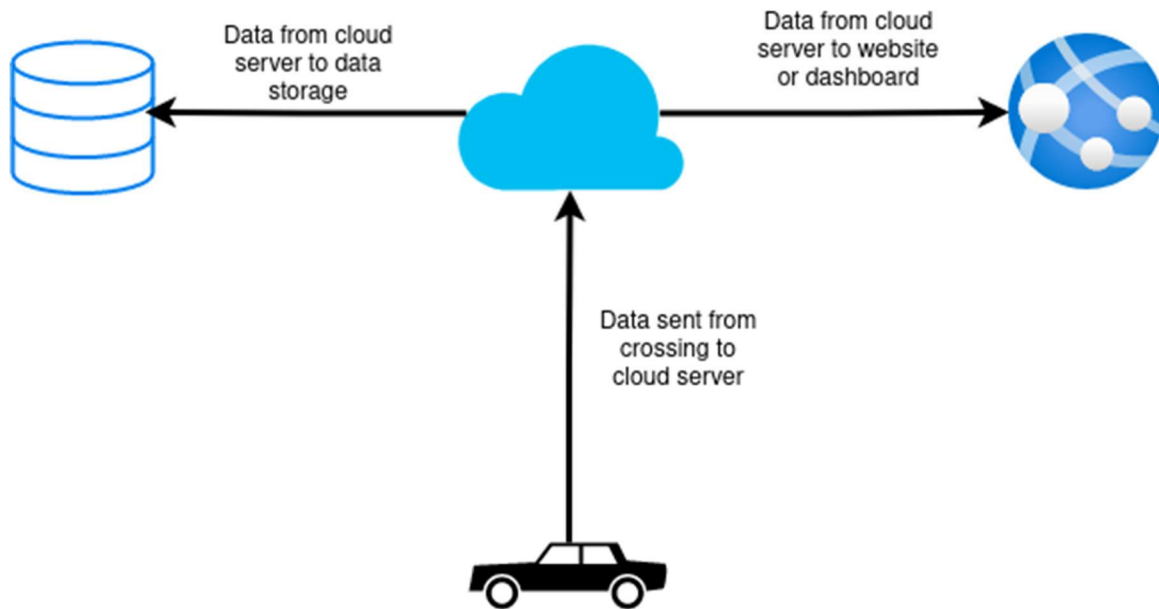 Data from cloud
server to data
storage
Data from cloud
server to website
or dashboard
Data sent from
crossing to
cloud server